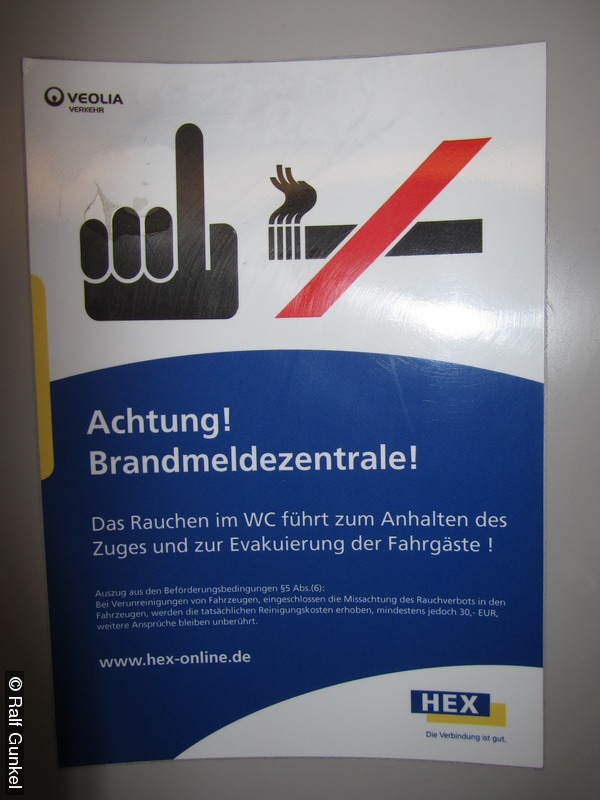 VEOLIA
VERKEHR
Achtung!
Brandmeldezentrale!
Das Rauchen im WC führt zum Anhalten des
Zuges und zur Evakuierung der Fahrgäste !
Auszug aus den Beförderungsbedingungen §5 Abs.(6):
Bei Verunreinigungen von Fahrzeugen, eingeschlossen die Missachtung des Rauchverbots in den
Fahrzeugen, werden die tatsächlichen Reinigungskosten erhoben, mindestens jedoch 30,- EUR,
weitere Ansprüche bleiben unberührt.
www.hex-online.de
HEX
Die Verbindung ist gut.
© Ralf Gunkel